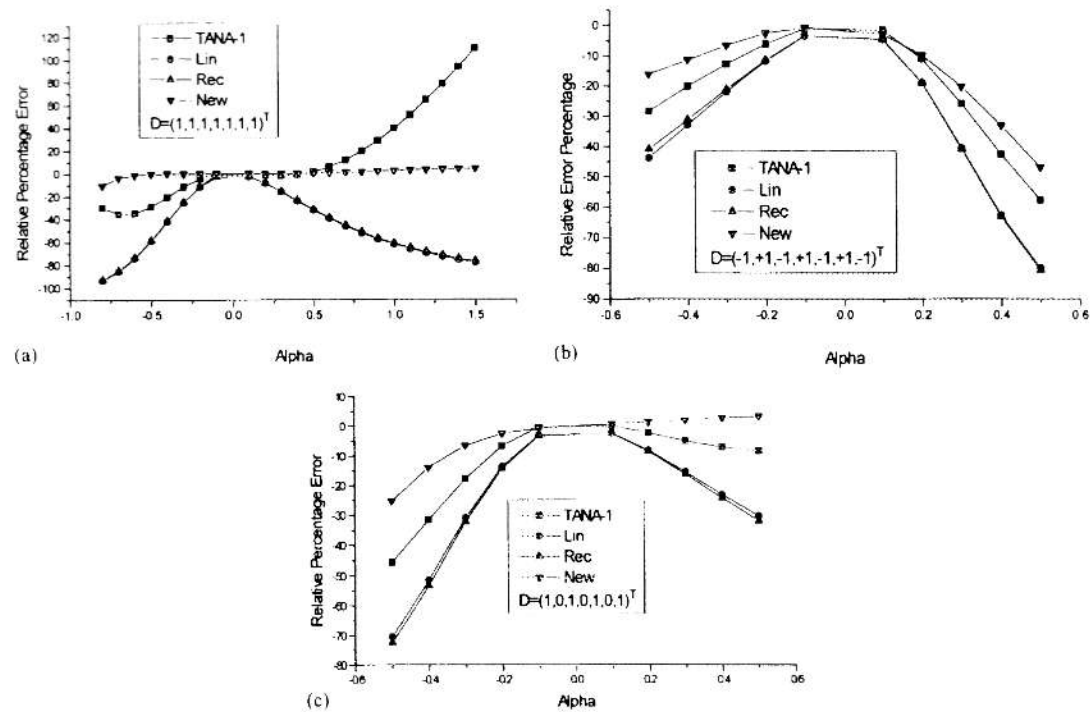 Relative Percentage Error
120
100
80
60
40
20
0
-20
-40
-60
-80
-100
TANA-1
Lin
Rec
New
D=(1,1,1,1,1,1,1)ᵀ
-1.0 -0.5 0.0 0.5 1.0 1.5
Alpha
(a)
Relative Error Percentage
0
-10
-20
-30
-40
-50
-60
-70
-80
-90
TANA-1
Lin
Rec
New
D=(-1,+1,-1,+1,-1,+1,-1)ᵀ
-0.6 -0.4 -0.2 0.0 0.2 0.4 0.6
Alpha
(b)
Relative Percentage Error
10
0
-10
-20
-30
-40
-50
-60
-70
-80
TANA-1
Lin
Rec
New
D=(1,0,1,0,1,0,1)ᵀ
-0.6 -0.4 -0.2 0.0 0.2 0.4 0.6
Alpha
(c)